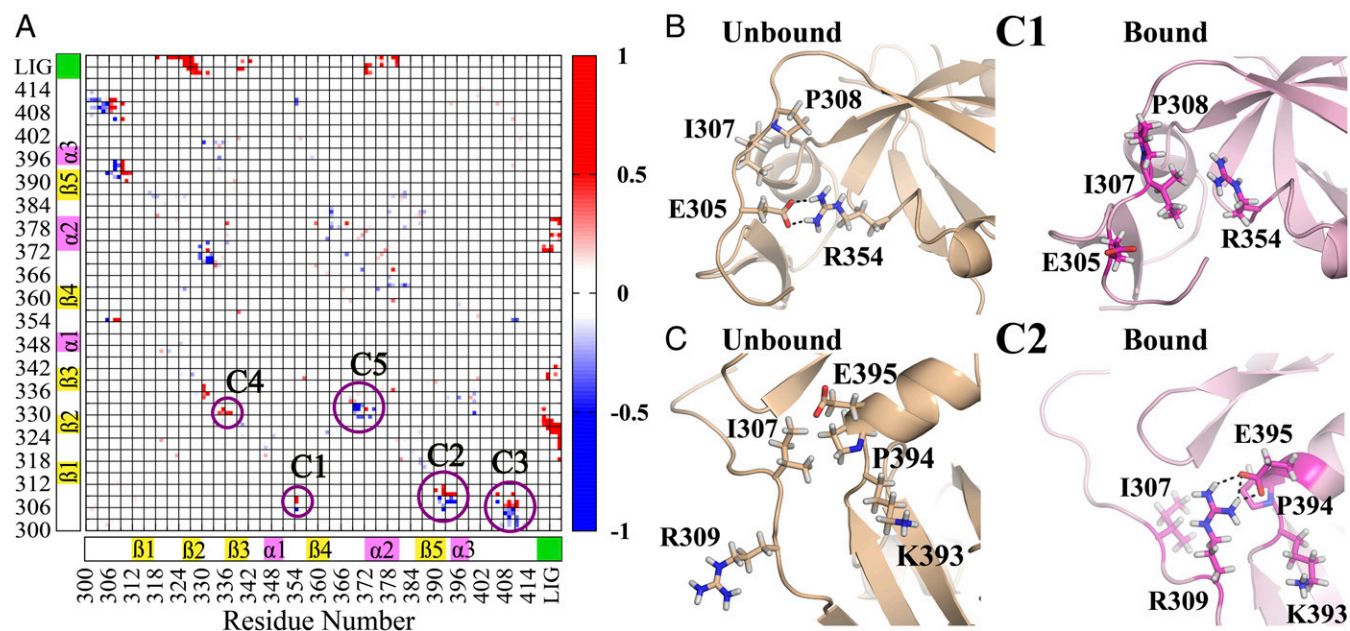 A
LIG
414
408
402
396
390
384
378
372
366
360
354
348
342
336
330
324
318
312
306
300
α3
β5
α2
β4
α1
β3
β2
β1
C4
C5
C1
C2
C3
1
0.5
0
-0.5
-1
β1 β2 β3 α1 β4 α2 β5 α3
300 306 312 318 324 330 336 342 348 354 360 366 372 378 384 390 396 402 408 414 LIG
Residue Number
B Unbound C1 Bound
P308
I307
E305
R354
P308
I307
E305
R354
C Unbound C2 Bound
E395
I307
P394
R309
K393
E395
I307
P394
R309
K393